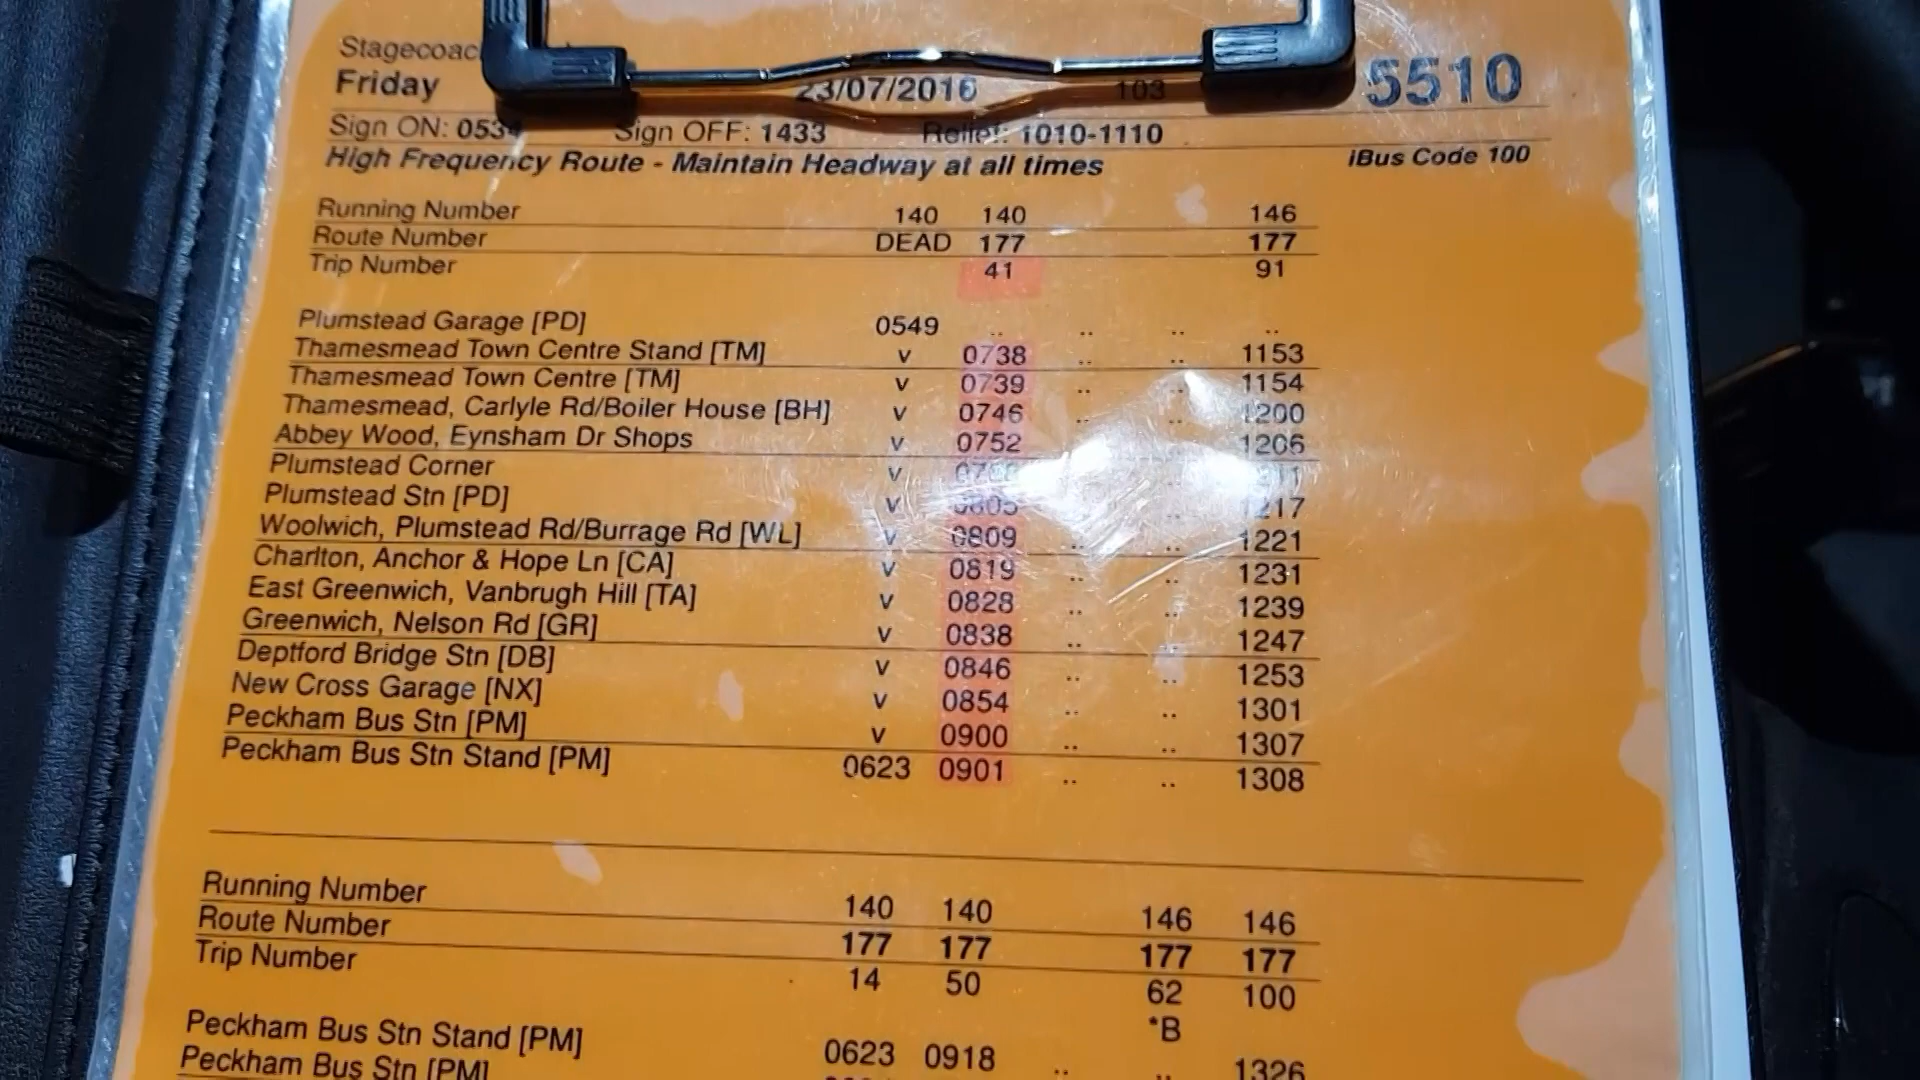 Stagecoac
Friday 23/07/2016 103 5510
Sign ON: 0534 Sign OFF: 1433 Relief: 1010-1110
High Frequency Route - Maintain Headway at all times iBus Code 100
Running Number 140 140 146
Route Number DEAD 177 177
Trip Number 41 91
Plumstead Garage [PD] 0549 .. .. .. ..
Thamesmead Town Centre Stand [TM] v 0738 .. .. 1153
Thamesmead Town Centre [TM] v 0739 .. .. 1154
Thamesmead, Carlyle Rd/Boiler House [BH] v 0746 .. .. 1200
Abbey Wood, Eynsham Dr Shops v 0752 .. 1206
Plumstead Corner v
Plumstead Stn [PD] v 0805 .. 1217
Woolwich, Plumstead Rd/Burrage Rd [WL] v 0809 .. .. 1221
Charlton, Anchor & Hope Ln [CA] v 0819 .. .. 1231
East Greenwich, Vanbrugh Hill [TA] v 0828 .. .. 1239
Greenwich, Nelson Rd [GR] v 0838 .. .. 1247
Deptford Bridge Stn [DB] v 0846 .. .. 1253
New Cross Garage [NX] v 0854 .. .. 1301
Peckham Bus Stn [PM] v 0900 .. .. 1307
Peckham Bus Stn Stand [PM] 0623 0901 .. .. 1308
Running Number 140 140 146 146
Route Number 177 177 177 177
Trip Number 14 50 62 100
*B
Peckham Bus Stn Stand [PM] 0623 0918 .. .. 1326
Peckham Bus Stn [PM]